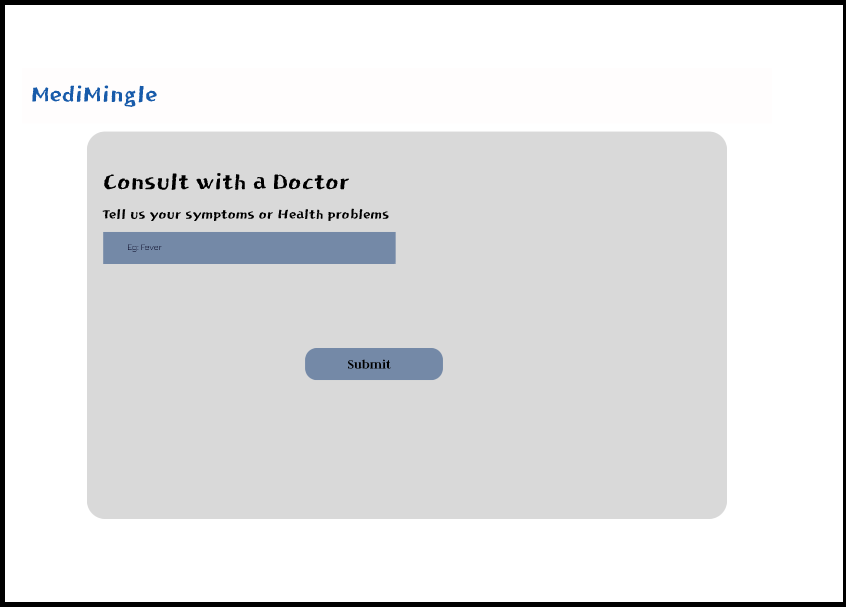 MediMingle
Consult with a Doctor
Tell us your symptoms or Health problems
Eg: Fever
Submit